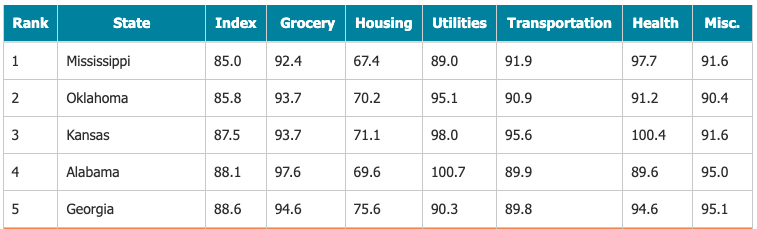 Rank State Index Grocery Housing Utilities Transportation Health Misc.
1 Mississippi 85.0 92.4 67.4 89.0 91.9 97.7 91.6
2 Oklahoma 85.8 93.7 70.2 95.1 90.9 91.2 90.4
3 Kansas 87.5 93.7 71.1 98.0 95.6 100.4 91.6
4 Alabama 88.1 97.6 69.6 100.7 89.9 89.6 95.0
5 Georgia 88.6 94.6 75.6 90.3 89.8 94.6 95.1